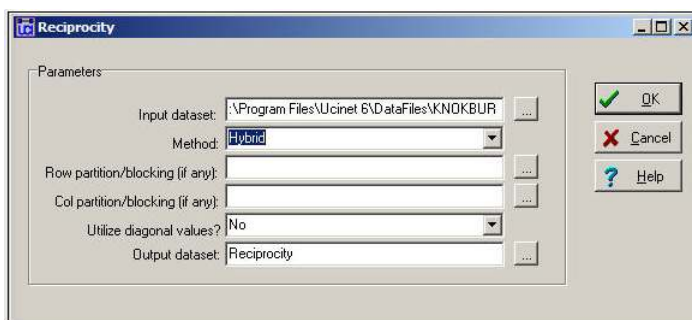 Reciprocity
Parameters
Input dataset: :\Program Files\Ucinet 6\DataFiles\KNOKBUR ...
Method: Hybrid
Row partition/blocking (if any): ...
Col partition/blocking (if any): ...
Utilize diagonal values? No
Output dataset: Reciprocity ...
OK
Cancel
Help